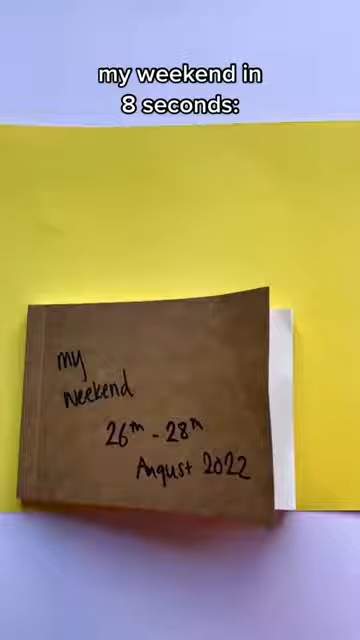 my weekend in
8 seconds:
my
weekend
26th - 28th
August 2022